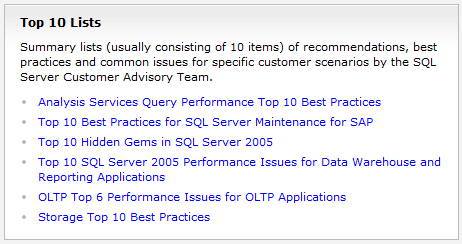 Top 10 Lists
Summary lists (usually consisting of 10 items) of recommendations, best
practices and common issues for specific customer scenarios by the SQL
Server Customer Advisory Team.
Analysis Services Query Performance Top 10 Best Practices
Top 10 Best Practices for SQL Server Maintenance for SAP
Top 10 Hidden Gems in SQL Server 2005
Top 10 SQL Server 2005 Performance Issues for Data Warehouse and
Reporting Applications
OLTP Top 6 Performance Issues for OLTP Applications
Storage Top 10 Best Practices